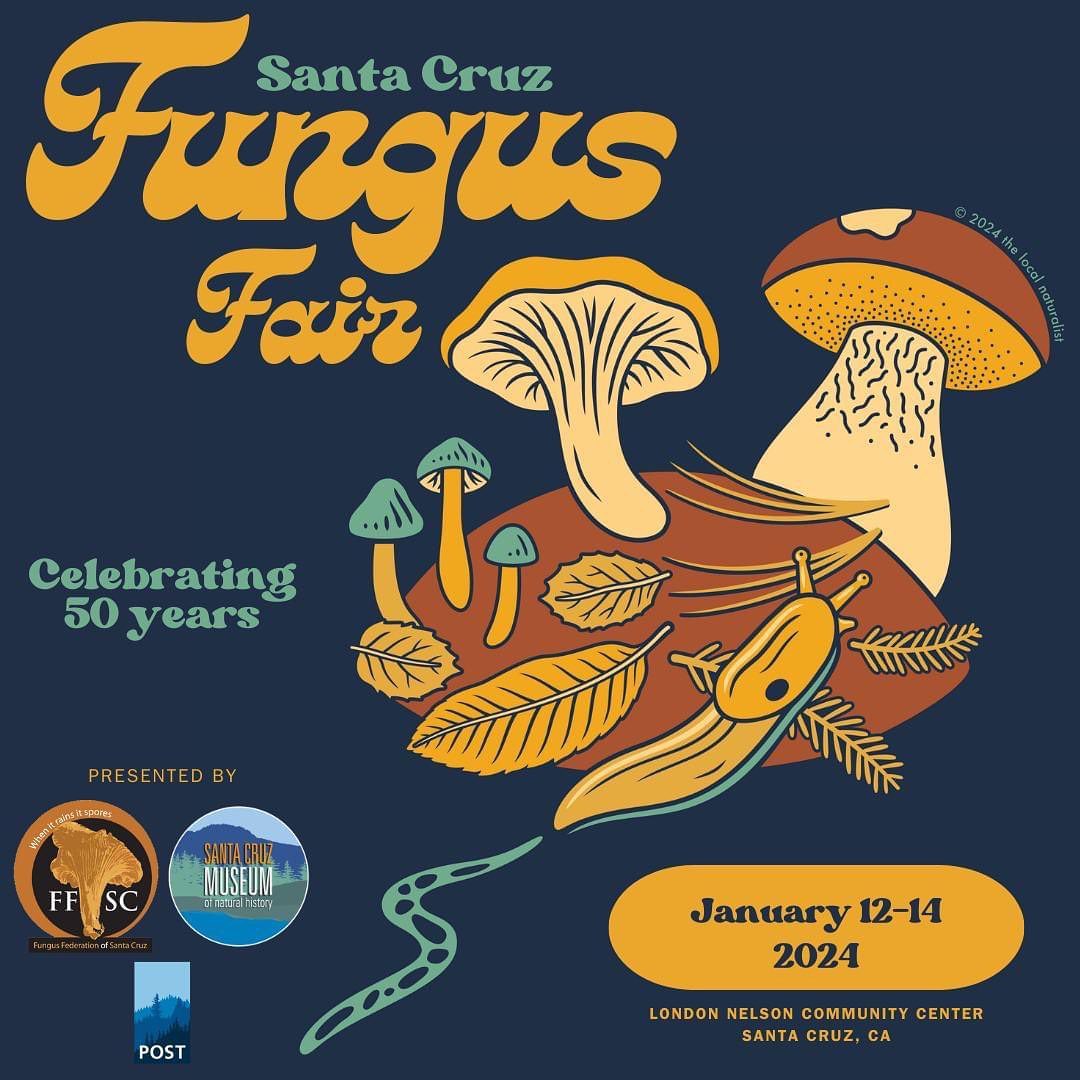 Santa Cruz
Fungus
Fair
© 2024 the local naturalist
Celebrating
50 years
PRESENTED BY
When it rains it spores
FF SC
Fungus Federation of Santa Cruz
SANTA CRUZ
MUSEUM
of natural history
POST
January 12-14
2024
LONDON NELSON COMMUNITY CENTER
SANTA CRUZ, CA